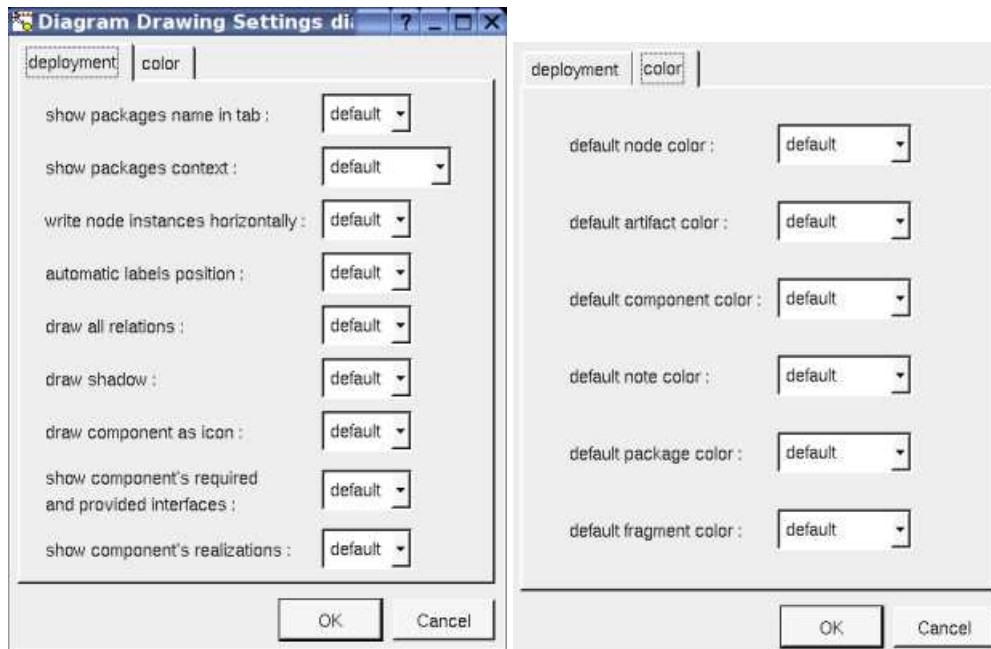 Diagram Drawing Settings di
deployment color
show packages name in tab : default
show packages context : default
write node instances horizontally : default
automatic labels position : default
draw all relations : default
draw shadow : default
draw component as icon : default
show component's required
and provided interfaces : default
show component's realizations : default
OK Cancel
deployment color
default node color : default
default artifact color : default
default component color : default
default note color : default
default package color : default
default fragment color : default
OK Cancel